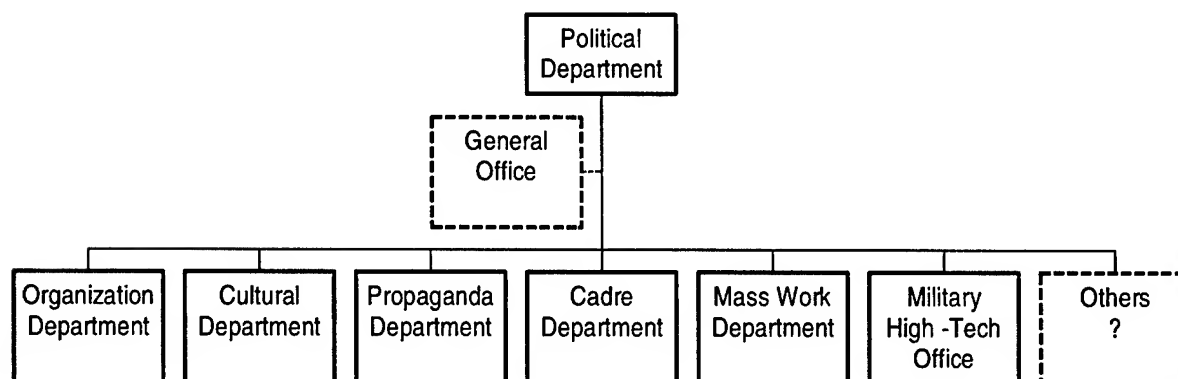 Political
Department
General
Office
Organization
Department
Cultural
Department
Propaganda
Department
Cadre
Department
Mass Work
Department
Military
High -Tech
Office
Others
?